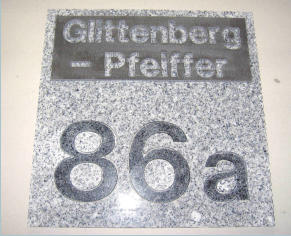 Glittenberg
– Pfeiffer
86a